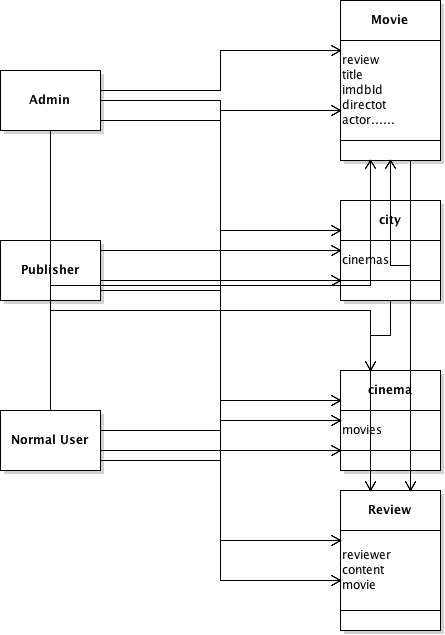 Movie
review
title
imdbId
directot
actor......
Admin
city
cinemas
Publisher
cinema
movies
Normal User
Review
reviewer
content
movie